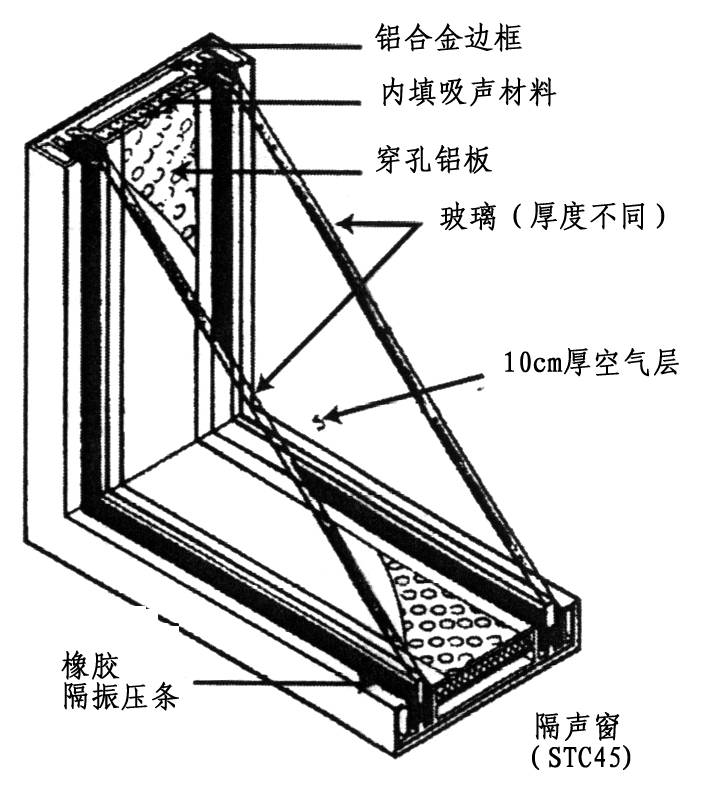 铝合金边框
内填吸声材料
穿孔铝板
玻璃(厚度不同)
10cm厚空气层
橡胶
隔振压条
隔声窗
(STC45)